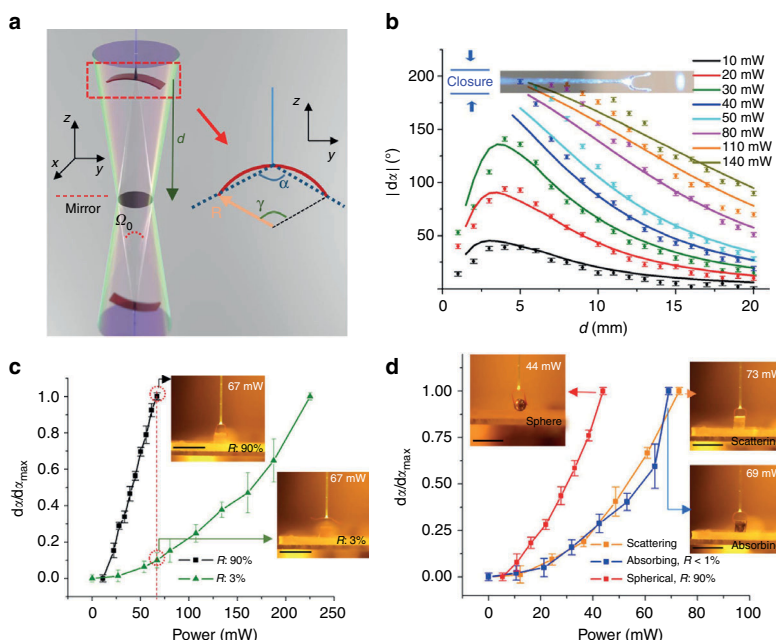 a
z
d
z
x
y
y
Mirror
Ω0
α
γ
b
Closure
10 mW
20 mW
30 mW
40 mW
50 mW
80 mW
110 mW
140 mW
200
150
100
50
|dα| (°)
0 5 10 15 20
d (mm)
c
67 mW
R: 90%
67 mW
R: 3%
R: 90%
R: 3%
1.0
0.8
0.6
0.4
0.2
0.0
dα/dαmax
0 50 100 150 200 250
Power (mW)
d
44 mW
Sphere
73 mW
Scattering
69 mW
Absorbing
Scattering
Absorbing, R < 1%
Spherical, R: 90%
1.00
0.75
0.50
0.25
0.00
dα/dαmax
0 20 40 60 80 100
Power (mW)